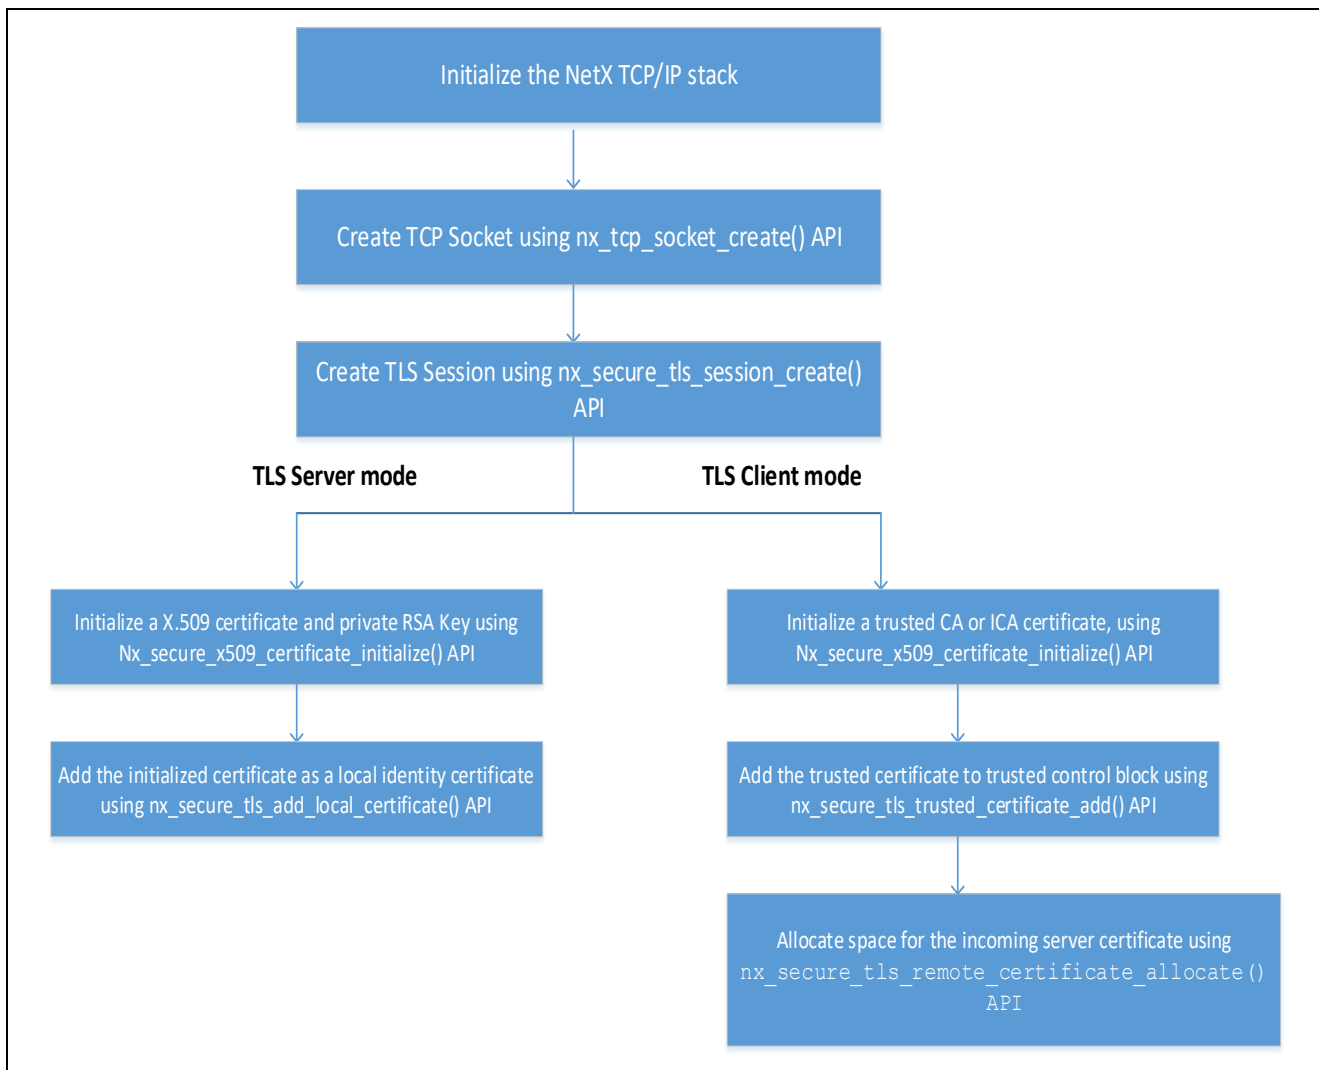 Initialize the NetX TCP/IP stack
Create TCP Socket using nx_tcp_socket_create() API
Create TLS Session using nx_secure_tls_session_create()
API
TLS Server mode
TLS Client mode
Initialize a X.509 certificate and private RSA Key using
Nx_secure_x509_certificate_initialize() API
Initialize a trusted CA or ICA certificate, using
Nx_secure_x509_certificate_initialize() API
Add the initialized certificate as a local identity certificate
using nx_secure_tls_add_local_certificate() API
Add the trusted certificate to trusted control block using
nx_secure_tls_trusted_certificate_add() API
Allocate space for the incoming server certificate using
nx_secure_tls_remote_certificate_allocate()
API